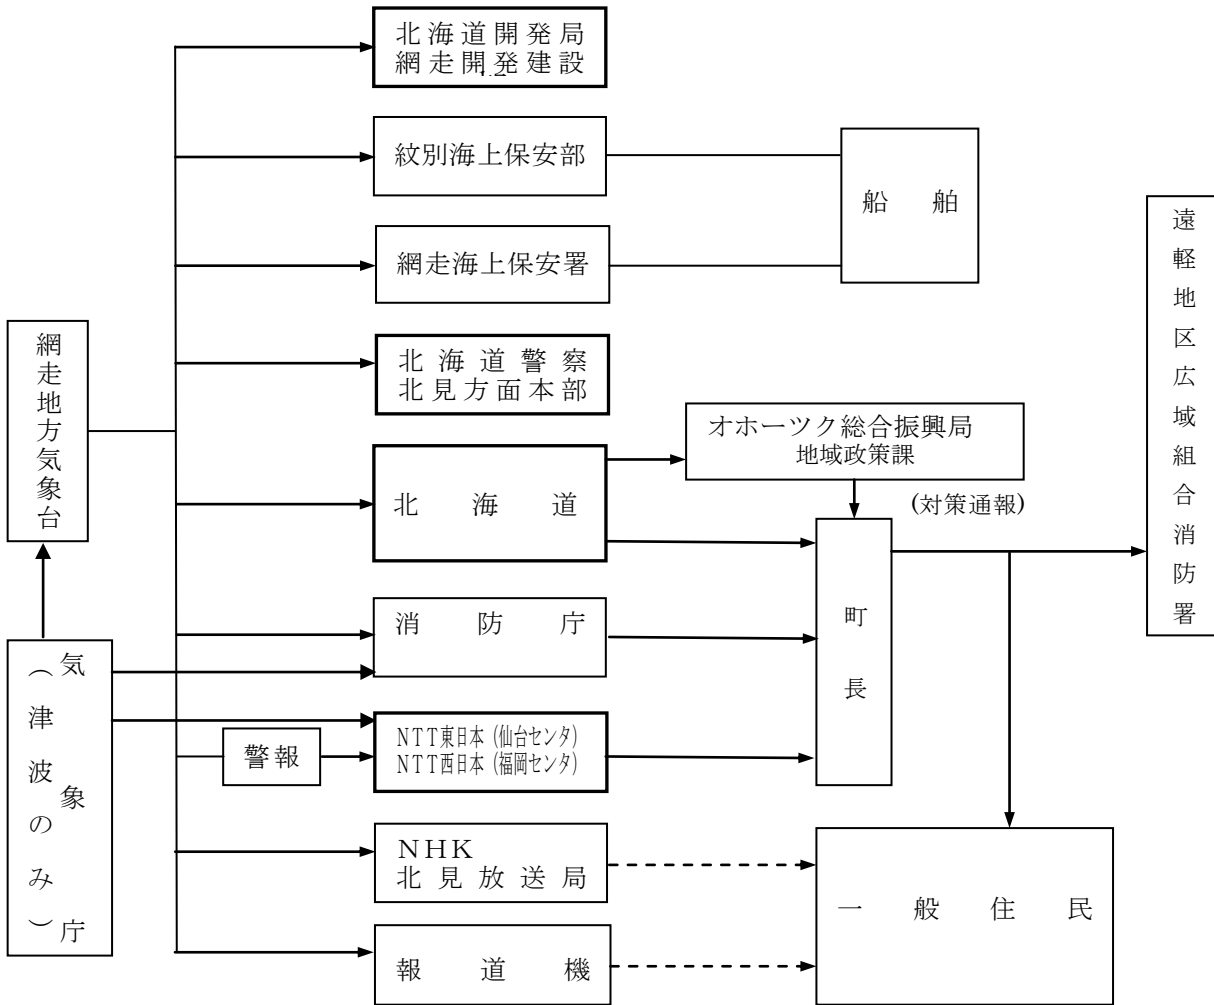 北海道開発局
網走開発建設
紋別海上保安部
船舶
網走海上保安署
遠軽地区広域組合消防署
網走地方気象台
北海道警察
北見方面本部
オホーツク総合振興局
地域政策課
北海道
(対策通報)
町長
消防庁
気象庁
（津波のみ）
NTT東日本（仙台センタ）
NTT西日本（福岡センタ）
警報
NHK
北見放送局
一般住民
報道機